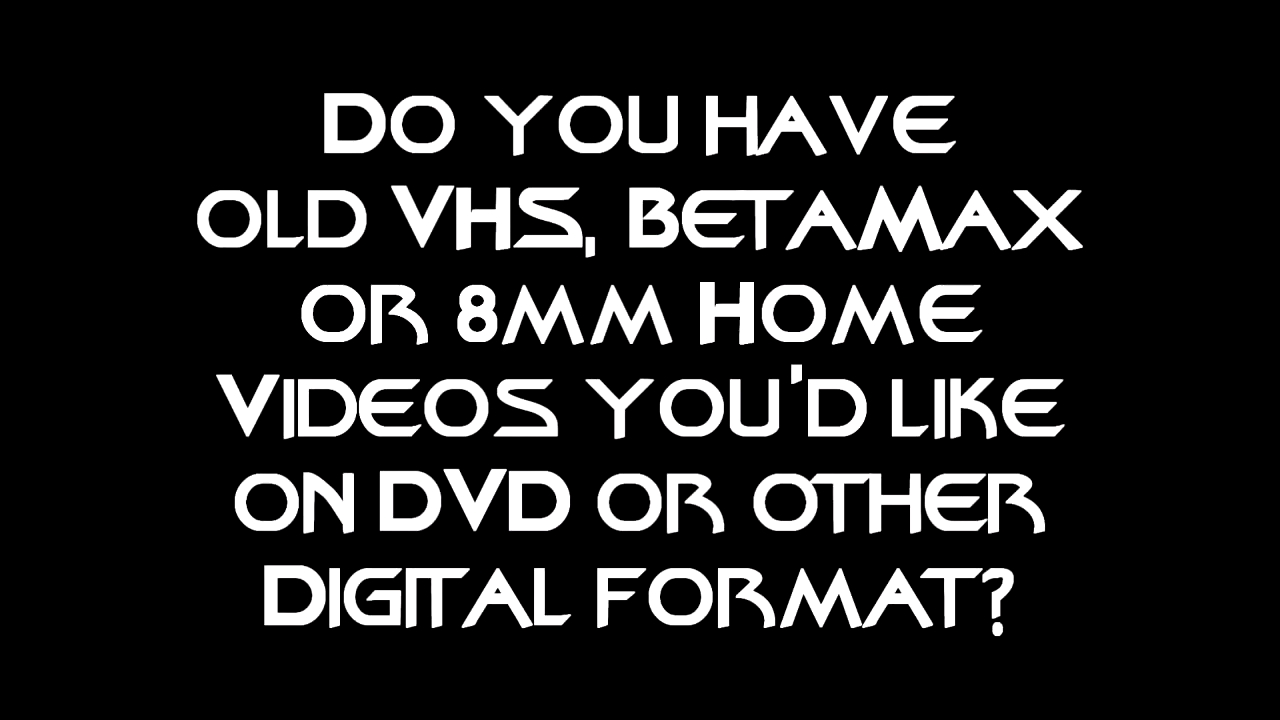 Do you have
old VHS, Betamax
or 8mm Home
Videos you'd like
on DVD or other
Digital format?